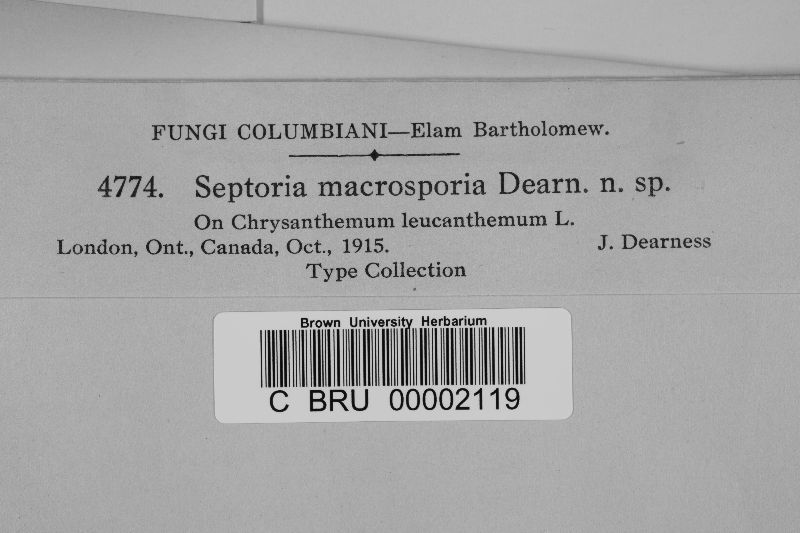 FUNGI COLUMBIANI—Elam Bartholomew.
4774. Septoria macrosporia Dearn. n. sp.
On Chrysanthemum leucanthemum L.
London, Ont., Canada, Oct., 1915. J. Dearness
Type Collection
Brown University Herbarium
C BRU 00002119